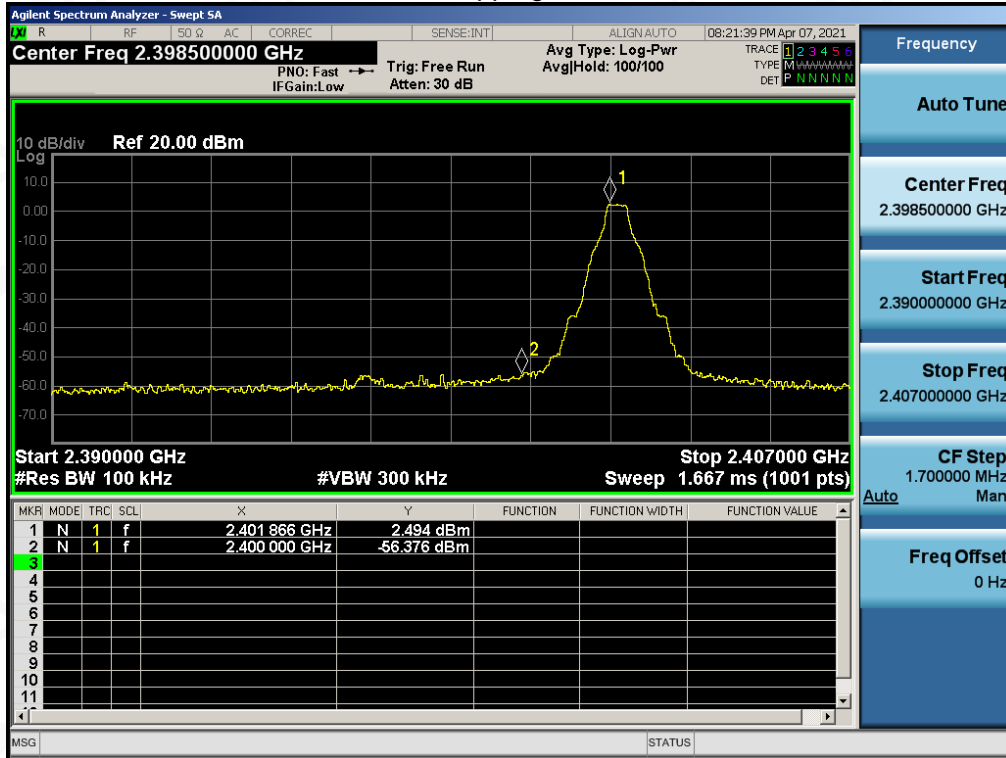 Agilent Spectrum Analyzer - Swept SA
LXI R RF 50 Ω AC CORREC SENSE:INT ALIGN AUTO 08:21:39 PM Apr 07, 2021
Center Freq 2.398500000 GHz
PNO: Fast
IFGain:Low
Trig: Free Run
Atten: 30 dB
Avg Type: Log-Pwr
Avg|Hold: 100/100
TRACE 1 2 3 4 5 6
TYPE M
DET P N N N N N
10 dB/div Ref 20.00 dBm
Log
10.0
0.00
-10.0
-20.0
-30.0
-40.0
-50.0
-60.0
-70.0
1
2
Start 2.390000 GHz Stop 2.407000 GHz
#Res BW 100 kHz #VBW 300 kHz Sweep 1.667 ms (1001 pts)
MKR MODE TRC SCL X Y FUNCTION FUNCTION WIDTH FUNCTION VALUE
1 N 1 f 2.401 866 GHz 2.494 dBm
2 N 1 f 2.400 000 GHz -56.376 dBm
3
4
5
6
7
8
9
10
11
MSG STATUS
Frequency
Auto Tune
Center Freq
2.398500000 GHz
Start Freq
2.390000000 GHz
Stop Freq
2.407000000 GHz
CF Step
1.700000 MHz
Auto Man
Freq Offset
0 Hz